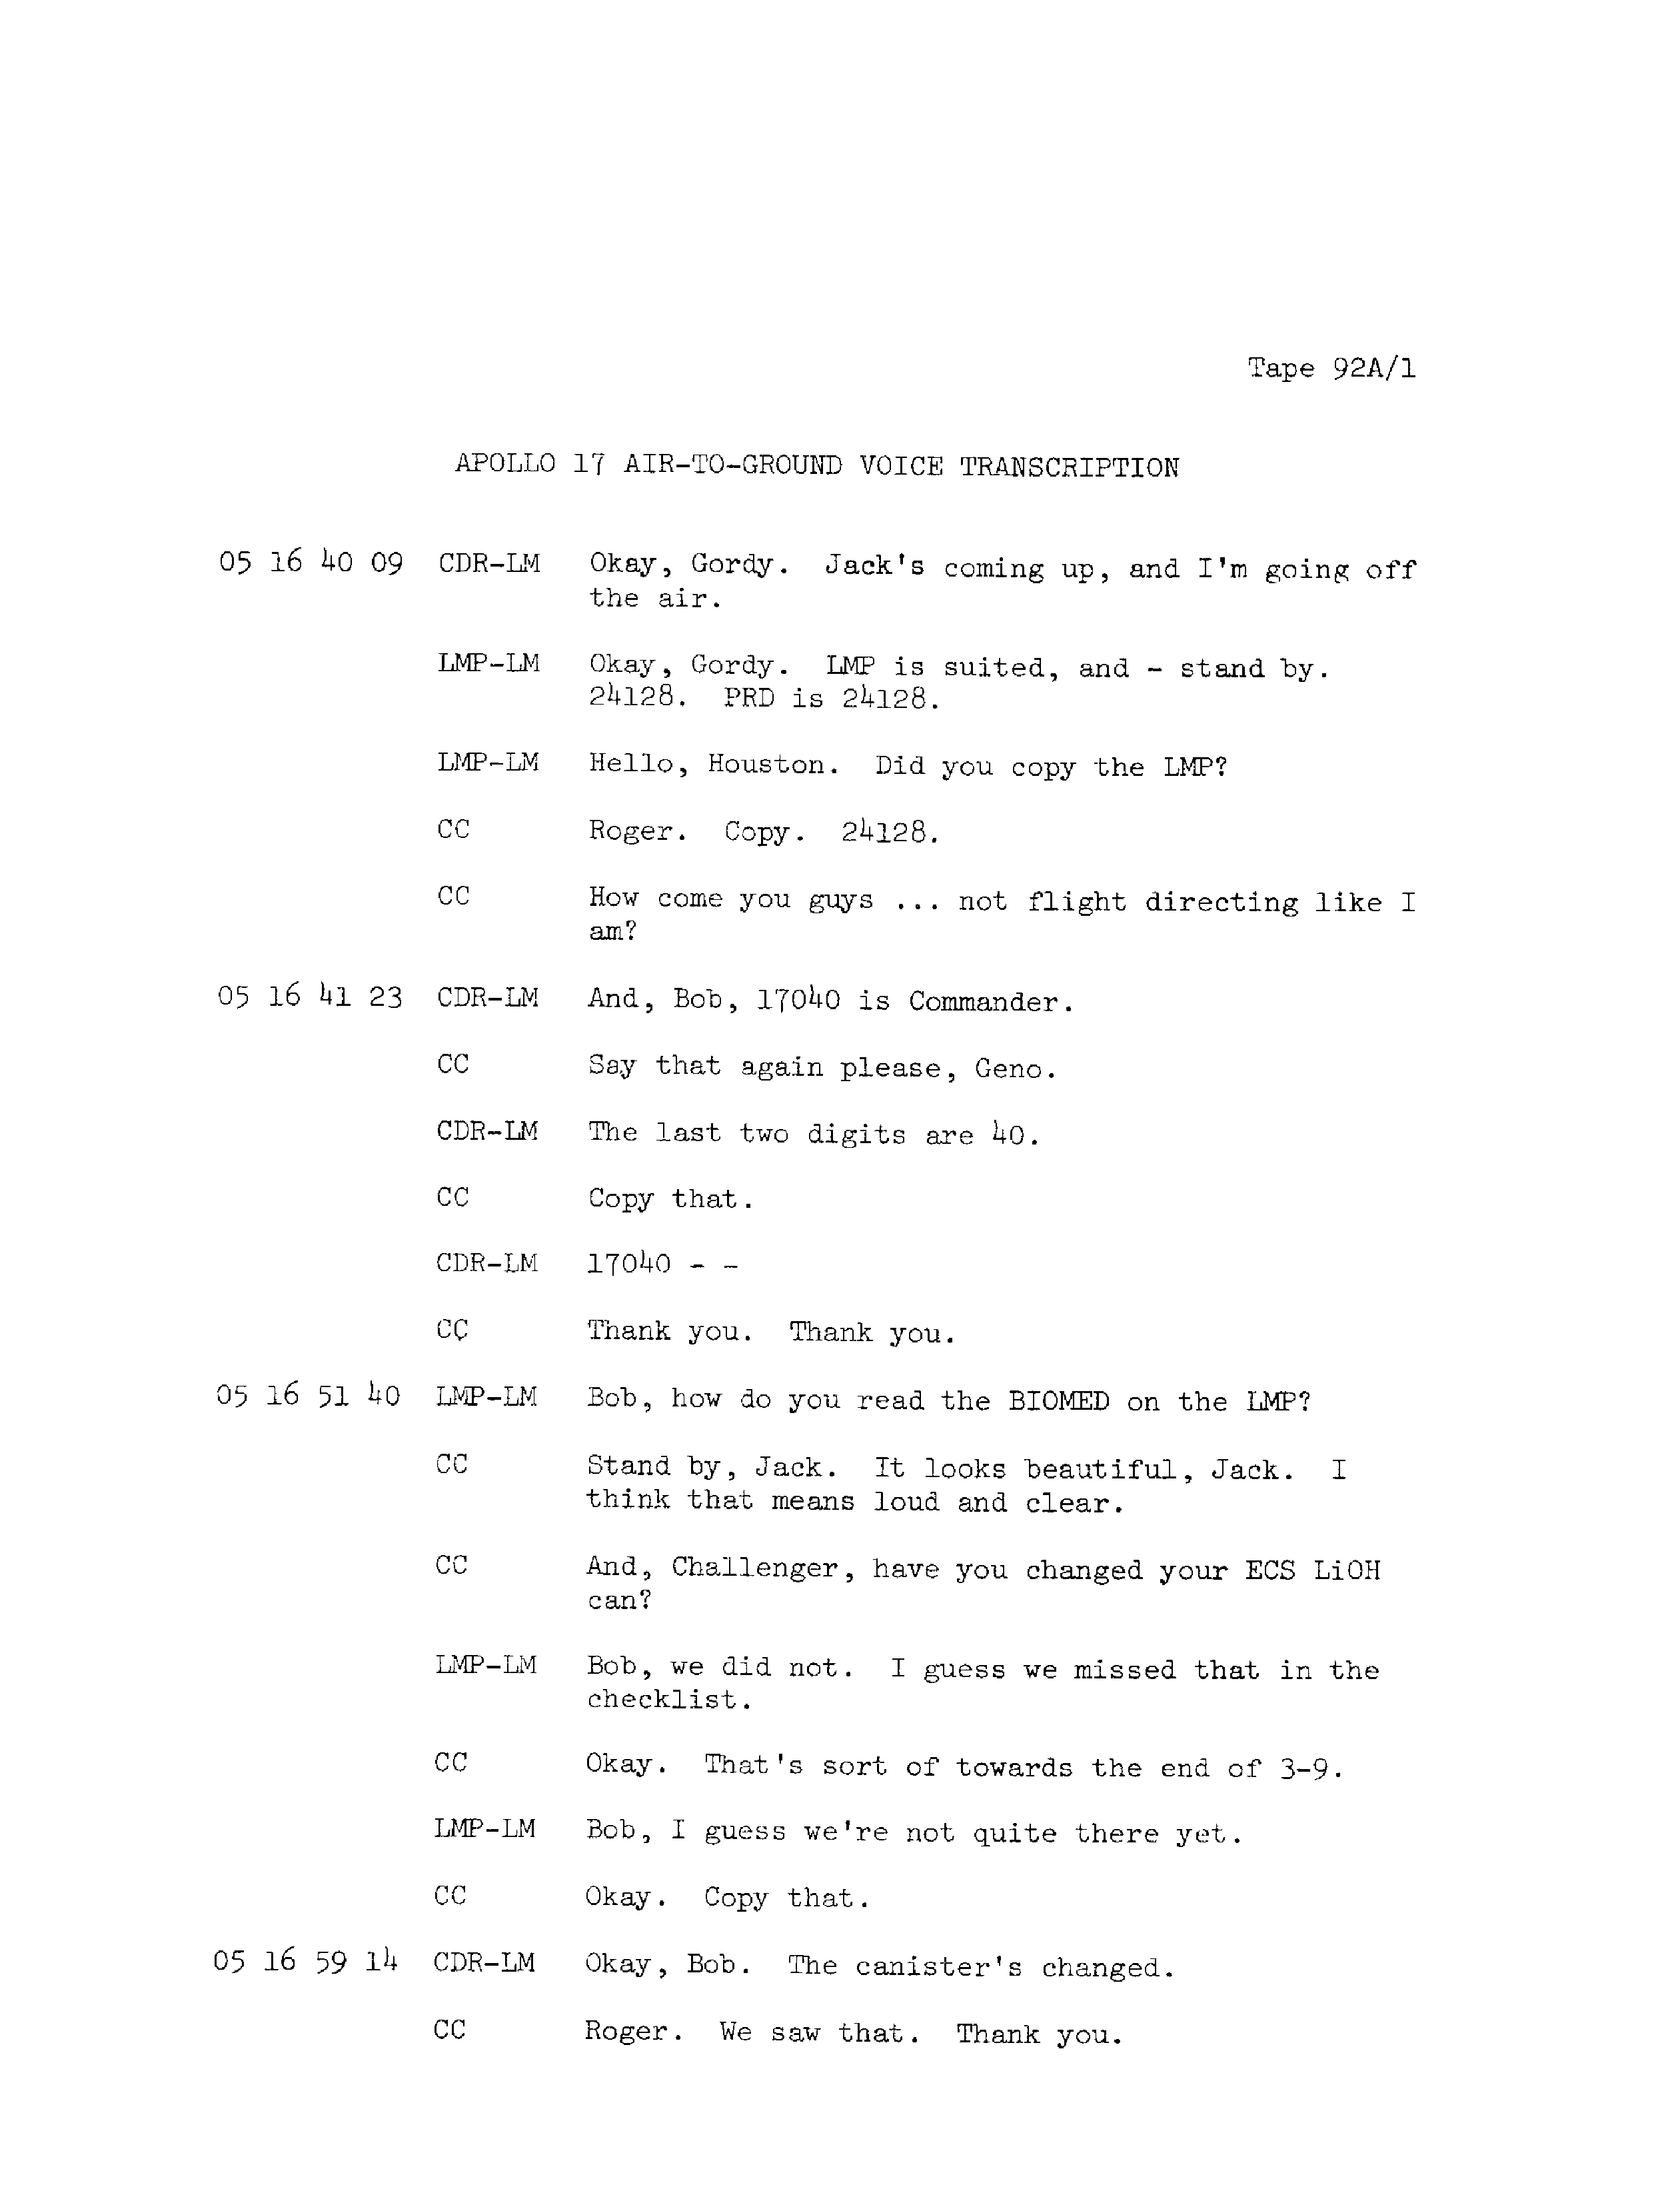 Tape 92A/1
APOLLO 17 AIR-TO-GROUND VOICE TRANSCRIPTION
05 16 40 09 CDR-LM Okay, Gordy. Jack's coming up, and I'm going off
the air.
LMP-LM Okay, Gordy. LMP is suited, and - stand by.
24128. PRD is 24128.
LMP-LM Hello, Houston. Did you copy the LMP?
CC Roger. Copy. 24128.
CC How come you guys ... not flight directing like I
am?
05 16 41 23 CDR-LM And, Bob, 17040 is Commander.
CC Say that again please, Geno.
CDR-LM The last two digits are 40.
CC Copy that.
CDR-LM 17040 - -
CC Thank you. Thank you.
05 16 51 40 LMP-LM Bob, how do you read the BIOMED on the LMP?
CC Stand by, Jack. It looks beautiful, Jack. I
think that means loud and clear.
CC And, Challenger, have you changed your ECS LiOH
can?
LMP-LM Bob, we did not. I guess we missed that in the
checklist.
CC Okay. That's sort of towards the end of 3-9.
LMP-LM Bob, I guess we're not quite there yet.
CC Okay. Copy that.
05 16 59 14 CDR-LM Okay, Bob. The canister's changed.
CC Roger. We saw that. Thank you.